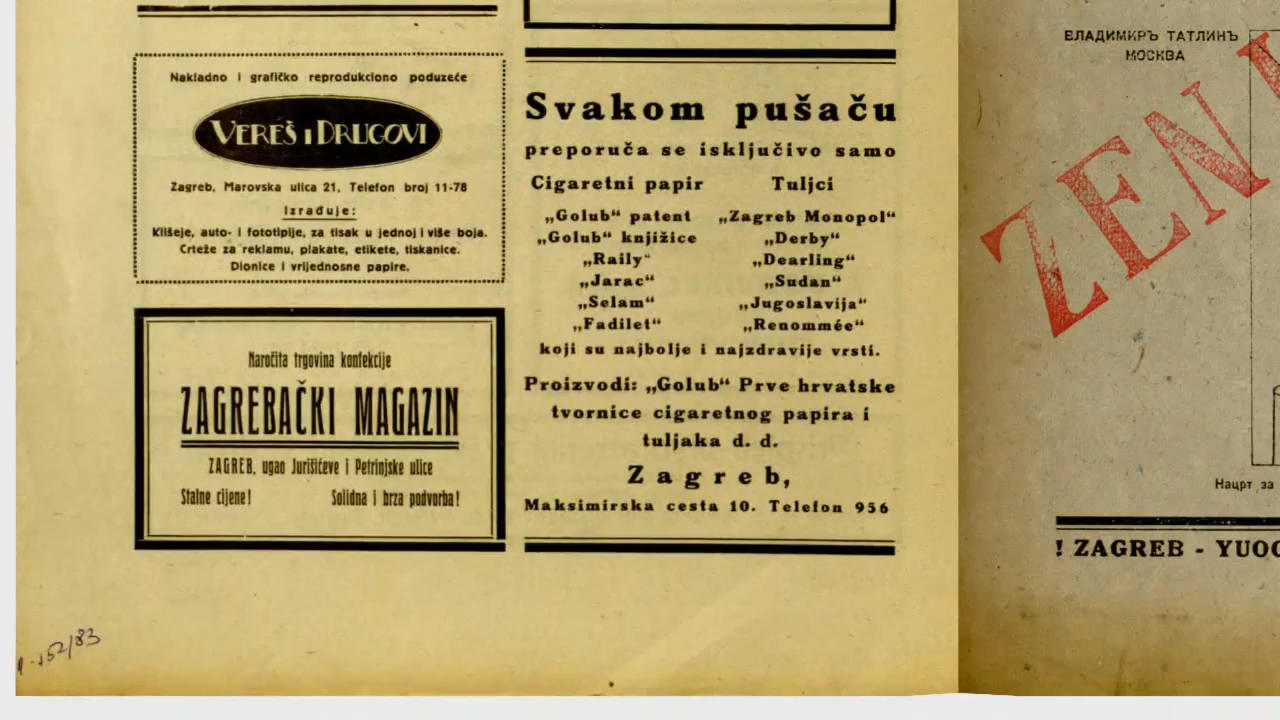 Nakladno i grafičko reprodukciono poduzeće
VEREŠ I DRUGOVI
Zagreb, Marovska ulica 21, Telefon broj 11-78
Izrađuje:
Klišeje, auto- i fototipije, za tisak u jednoj i više boja.
Crteže za reklamu, plakate, etikete, tiskanice.
Dionice i vrijednosne papire.
Naročita trgovina konfekcije
ZAGREBAČKI MAGAZIN
ZAGREB, ugao Jurišićeve i Petrinjske ulice
Stalne cijene! Solidna i brza podvorba!
Svakom pušaču
preporuča se isključivo samo
Cigaretni papir Tuljci
„Golub“ patent „Zagreb Monopol“
„Golub“ knjižice „Derby“
„Raily“ „Dearling“
„Jarac“ „Sudan“
„Selam“ „Jugoslavija“
„Fadilet“ „Renommée“
koji su najbolje i najzdravije vrsti.
Proizvodi: „Golub“ Prve hrvatske
tvornice cigaretnog papira i
tuljaka d. d.
Zagreb,
Maksimirska cesta 10. Telefon 956
ВЛАДИМИРЪ ТАТЛИНЪ
МОСКВА
ZEN
Нацрт за
! ZAGREB - YUOG